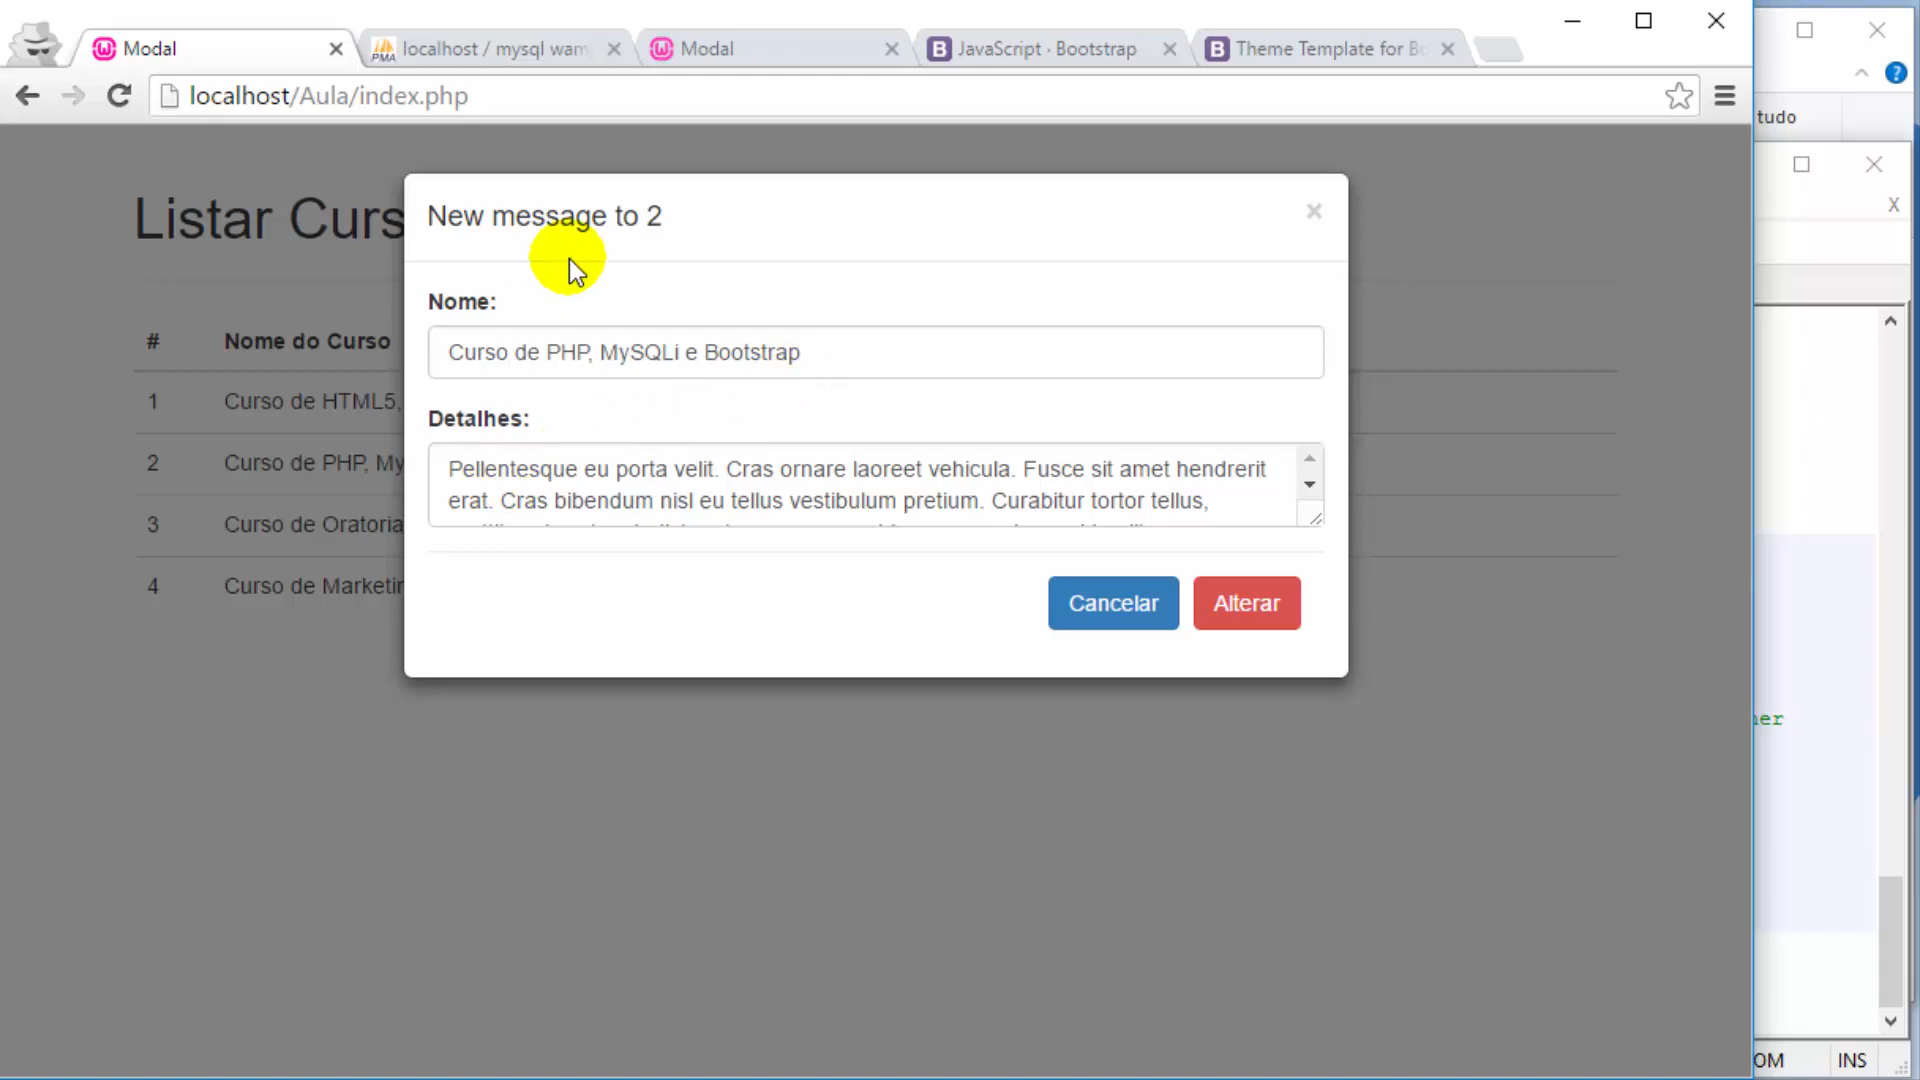 Modal
localhost / mysql wam
Modal
JavaScript · Bootstrap
Theme Template for Bo
localhost/Aula/index.php
tudo
X
Listar Curs
New message to 2
×
Nome:
# Nome do Curso
Curso de PHP, MySQLi e Bootstrap
1 Curso de HTML5,
Detalhes:
2 Curso de PHP, My
Pellentesque eu porta velit. Cras ornare laoreet vehicula. Fusce sit amet hendrerit
erat. Cras bibendum nisl eu tellus vestibulum pretium. Curabitur tortor tellus,
3 Curso de Oratoria
4 Curso de Marketin
Cancelar Alterar
ner
OM INS